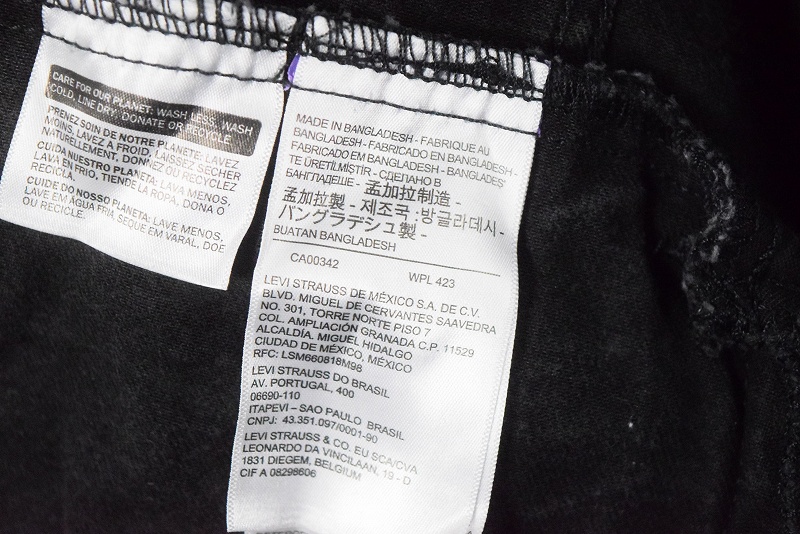 CARE FOR OUR PLANET: WASH LESS, WASH
COLD, LINE DRY, DONATE OR RECYCLE
PRENEZ SOIN DE NOTRE PLANETE: LAVEZ
MOINS, LAVEZ A FROID, LAISSEZ SÉCHER
NATURELLEMENT, DONNEZ OU RECYCLEZ
CUIDA NUESTRO PLANETA: LAVA MENOS,
LAVA EN FRIO, TIENDE LA ROPA, DONA O
RECICLA.
CUIDE DO NOSSO PLANETA: LAVE MENOS,
LAVE EM ÁGUA FRIA, SEQUE EM VARAL, DOE
OU RECICLE.
MADE IN BANGLADESH - FABRIQUE AU
BANGLADESH - FABRICADO EN BANGLADESH -
FABRICADO EM BANGLADESH - BANGLADEŞ'
TE ÜRETİLMİŞTİR - СДЕЛАНО В
БАНГЛАДЕШЕ - 孟加拉制造 -
孟加拉製 - 제조국 :방글라데시 -
バングラデシュ製 -
BUATAN BANGLADESH
CA00342 WPL 423
LEVI STRAUSS DE MÉXICO S.A. DE C.V.
BLVD. MIGUEL DE CERVANTES SAAVEDRA
NO. 301, TORRE NORTE PISO 7
COL. AMPLIACIÓN GRANADA C.P. 11529
ALCALDÍA. MIGUEL HIDALGO
CIUDAD DE MÉXICO, MÉXICO
RFC: LSM660818M98
LEVI STRAUSS DO BRASIL
AV. PORTUGAL, 400
06690-110
ITAPEVI – SAO PAULO BRASIL
CNPJ: 43.351.097/0001-90
LEVI STRAUSS & CO. EU SCA/CVA
LEONARDO DA VINCILAAN, 19 - D
1831 DIEGEM, BELGIUM
CIF A 08298606